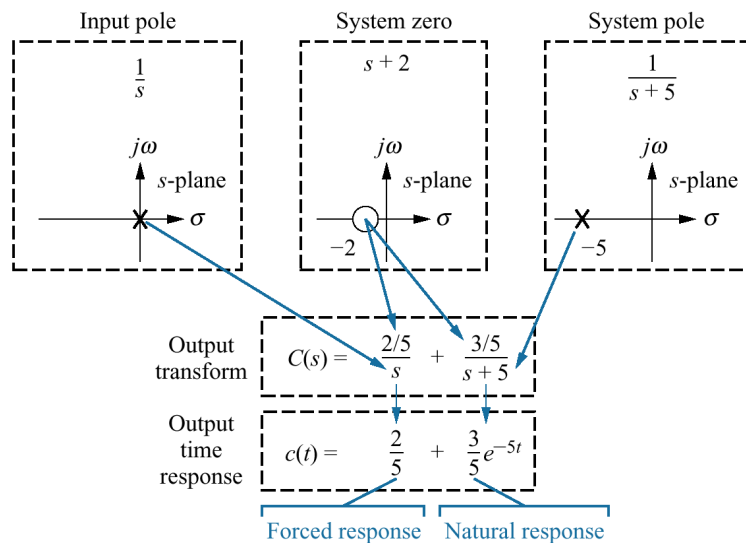 Input pole
System zero
System pole
1/s
s + 2
1/(s + 5)
jω
s-plane
σ
jω
s-plane
σ
−2
jω
s-plane
σ
−5
Output
transform
C(s) = 2/5/s + 3/5/(s + 5)
Output
time
response
c(t) = 2/5 + 3/5 e^−5t
Forced response
Natural response